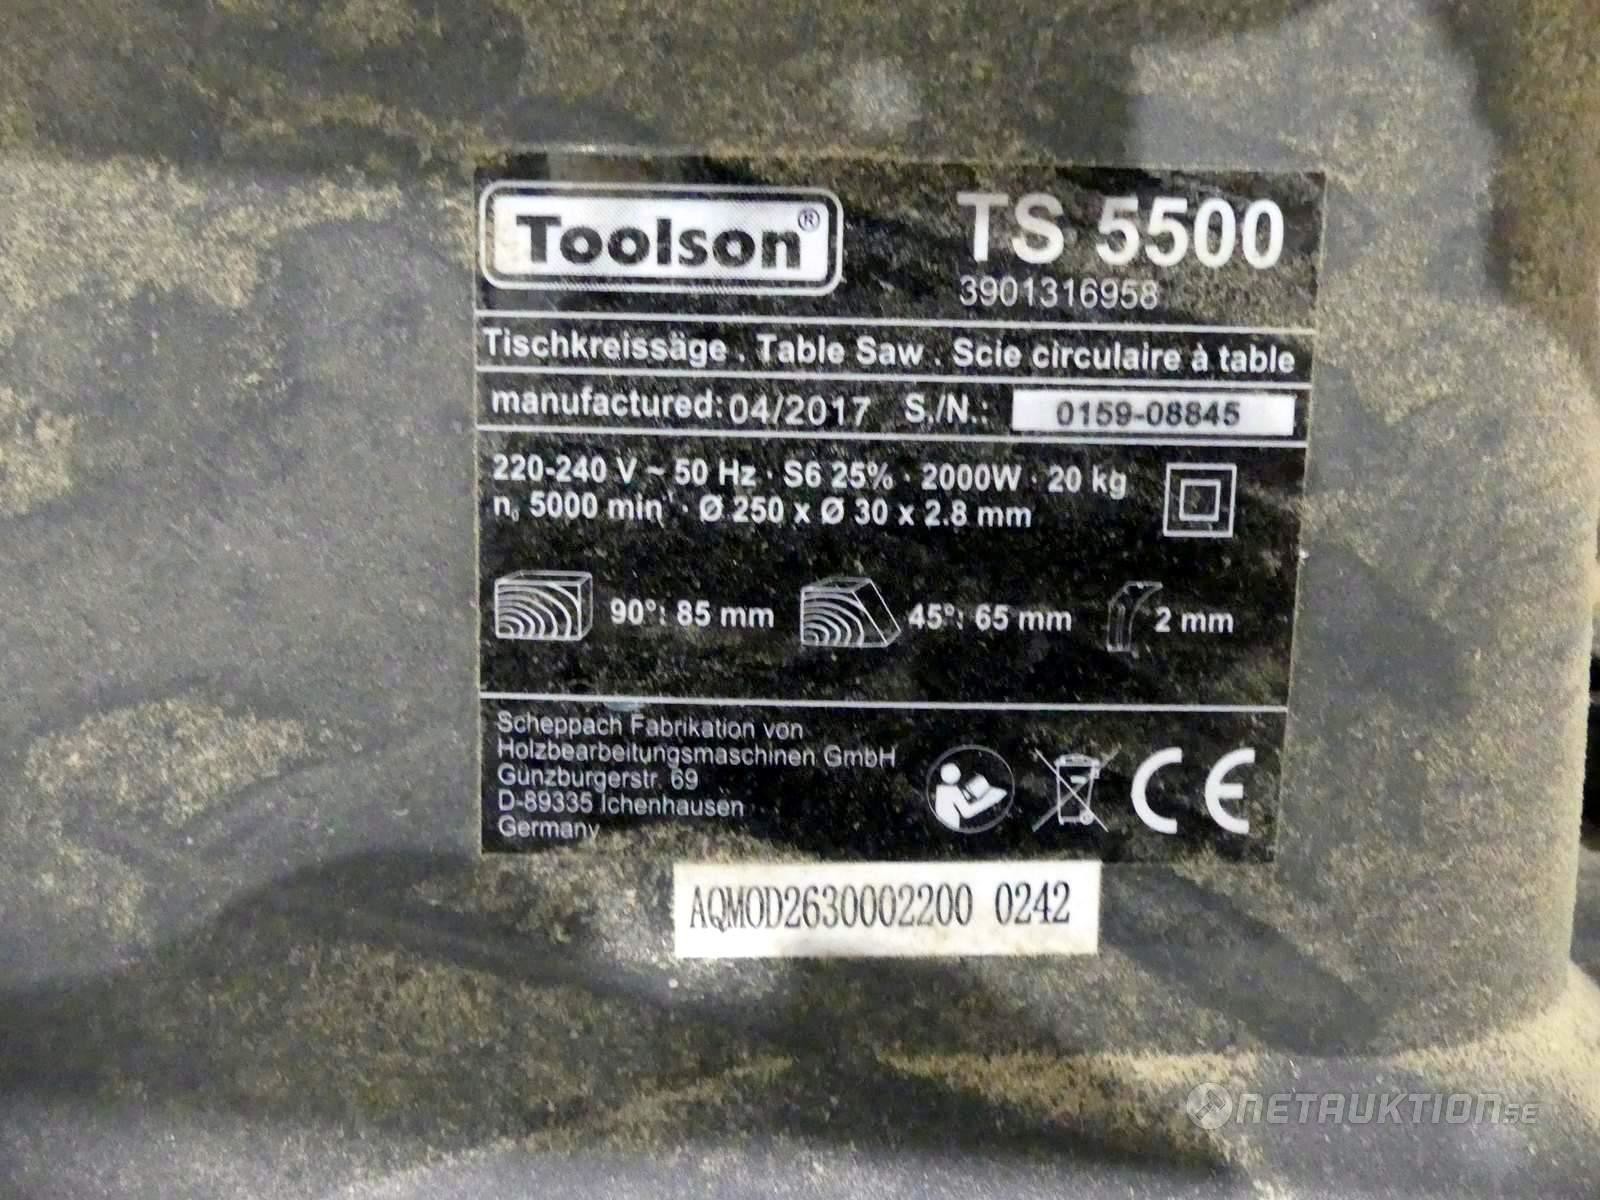 Toolson®
TS 5500
3901316958
Tischkreissäge . Table Saw . Scie circulaire à table
manufactured: 04/2017 S./N.: 0159-08845
220-240 V ~ 50 Hz · S6 25% · 2000W · 20 kg
n₀ 5000 min⁻¹ · Ø 250 x Ø 30 x 2.8 mm
90°: 85 mm 45°: 65 mm 2 mm
Scheppach Fabrikation von
Holzbearbeitungsmaschinen GmbH
Günzburgerstr. 69
D-89335 Ichenhausen
Germany
CE
AQMOD2630002200 0242
NETAUKTION.SE